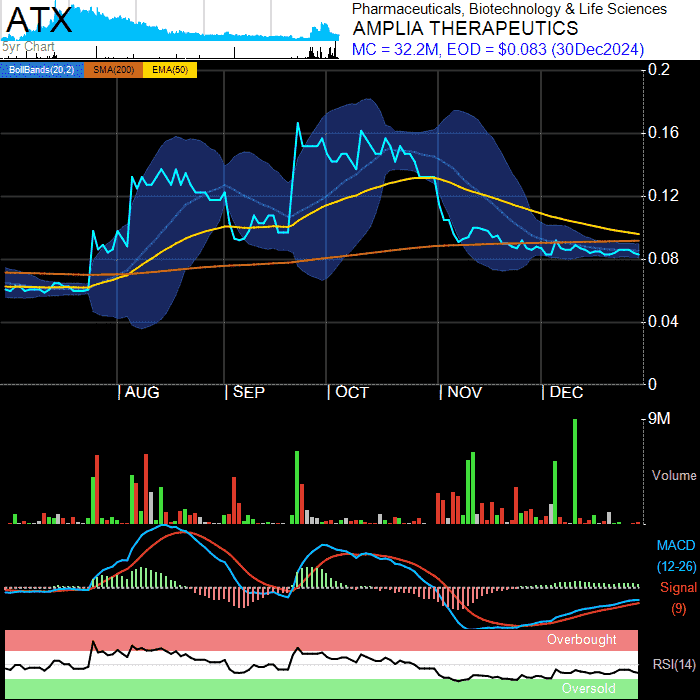 ATX
5yr Chart
Pharmaceuticals, Biotechnology & Life Sciences
AMPLIA THERAPEUTICS
MC = 32.2M, EOD = $0.083 (30Dec2024)
BollBands(20,2) SMA(200) EMA(50)
0.2
0.16
0.12
0.08
0.04
0
AUG SEP OCT NOV DEC
9M
Volume
MACD
(12-26)
Signal
(9)
Overbought
RSI(14)
Oversold